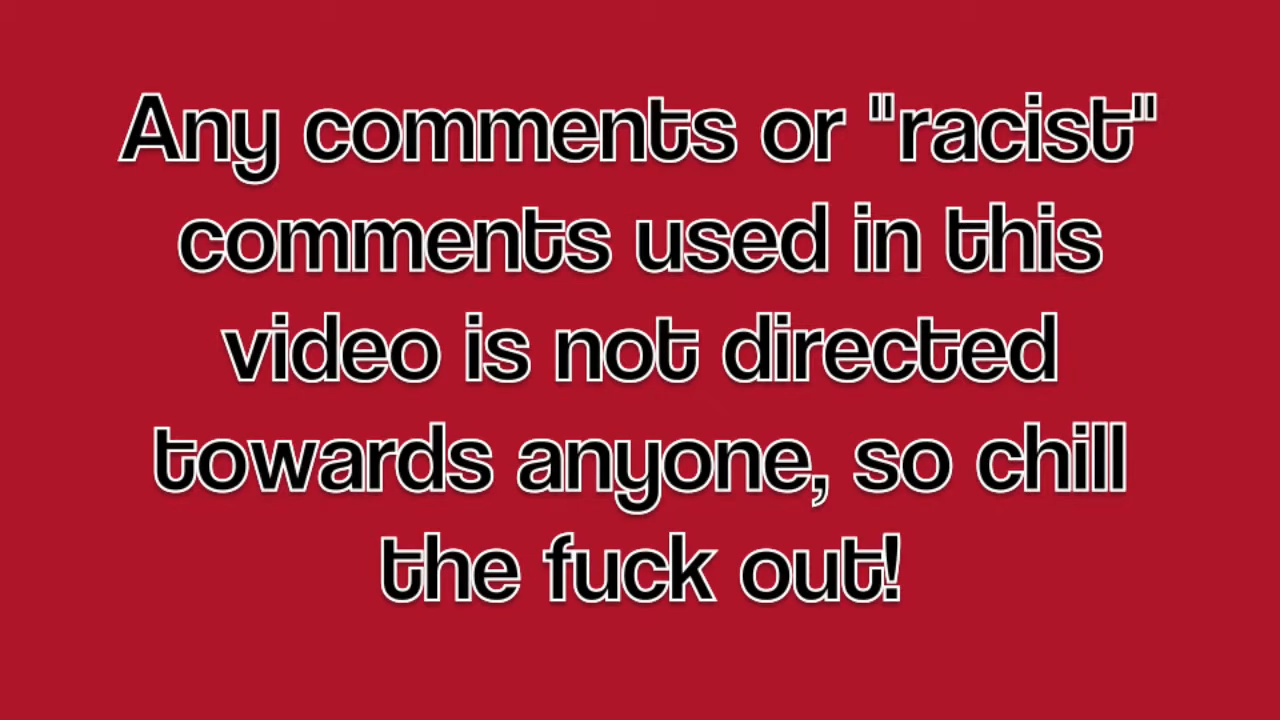 Any comments or "racist"
comments used in this
video is not directed
towards anyone, so chill
the fuck out!